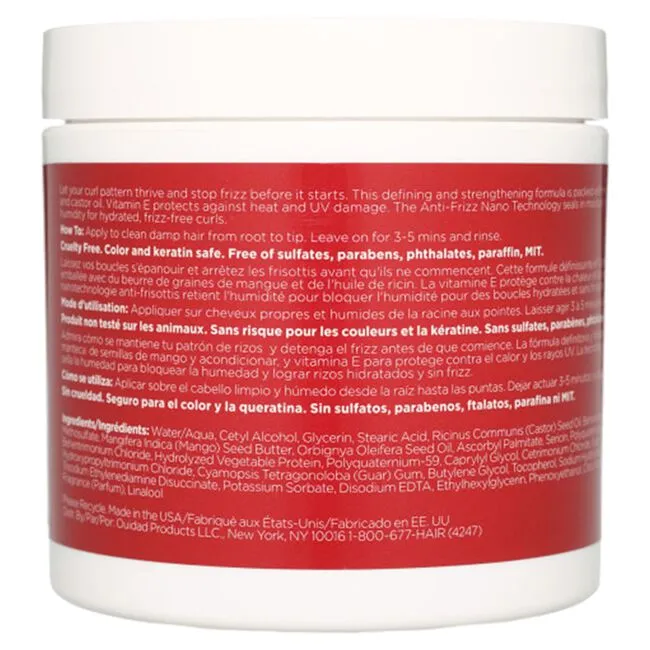 Let your curl pattern thrive and stop frizz before it starts. This defining and strengthening formula is packed
and castor oil. Vitamin E protects against heat and UV damage. The Anti-Frizz Nano Technology seals in
humidity for hydrated, frizz-free curls.
How To: Apply to clean damp hair from root to tip. Leave on for 3-5 mins and rinse.
Cruelty Free. Color and keratin safe. Free of sulfates, parabens, phthalates, paraffin, MIT.
Laissez vos boucles s'épanouir et arrêtez les frisottis avant qu'ils ne commencent. Cette formule
emballée avec du beurre de graines de mangue et de l'huile de ricin. La vitamine E protège contre la
nanotechnologie anti-frisottis retient l'humidité pour bloquer l'humidité pour des boucles hydratées et
Mode d'utilisation: Appliquer sur cheveux propres et humides de la racine aux pointes. Laisser agir 3 à 5
Produit non testé sur les animaux. Sans risque pour les couleurs et la kératine. Sans sulfates, parabènes,
Admira cómo se mantiene tu patrón de rizos y detenga el frizz antes de que comience. La fórmula
manteca: de semillas de mango y acondicionar, y vitamina E para protege contra el calor y los rayos UV. La
sella la humedad para bloquear la humedad y lograr rizos hidratados y sin frizz.
Cómo se utiliza: Aplicar sobre el cabello limpio y húmedo desde la raíz hasta las puntas. Dejar actuar 3-5
Sin crueldad. Seguro para el color y la queratina. Sin sulfatos, parabenos, ftalatos, parafina ni MIT.
Ingredients/Ingrédients: Water/Aqua, Cetyl Alcohol, Glycerin, Stearic Acid, Ricinus Communis (Castor) Seed Oil,
Methosulfate, Mangifera Indica (Mango) Seed Butter, Orbignya Oleifera Seed Oil, Ascorbyl Palmitate, Serion,
Behentrimonium Chloride, Hydrolyzed Vegetable Protein, Polyquaternium-59, Caprylyl Glycol, Cetrimonium
Hydroxypropyltrimonium Chloride, Cyamopsis Tetragonoloba (Guar) Gum, Butylene Glycol, Tocopherol, Sodium
Trisodium Ethylenediamine Disuccinate, Potassium Sorbate, Disodium EDTA, Ethylhexylglycerin, Phenoxyethanol,
Fragrance (Parfum), Linalool
Please Recycle. Made in the USA/Fabriqué aux États-Unis/Fabricado en EE. UU
Dist. By/Par/Por: Ouidad Products LLC., New York, NY 10016 1-800-677-HAIR (4247)